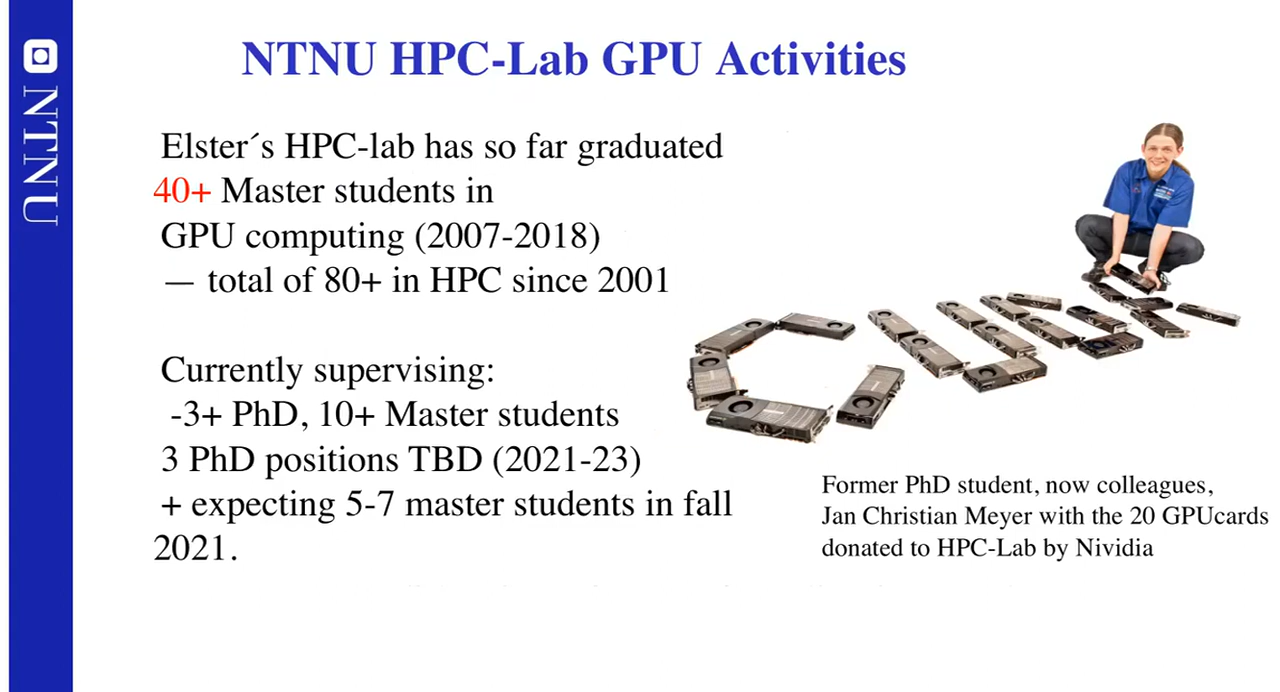 NTNU
NTNU HPC-Lab GPU Activities
Elster´s HPC-lab has so far graduated
40+ Master students in
GPU computing (2007-2018)
— total of 80+ in HPC since 2001
Currently supervising:
-3+ PhD, 10+ Master students
3 PhD positions TBD (2021-23)
+ expecting 5-7 master students in fall
2021.
CUDA
Former PhD student, now colleagues,
Jan Christian Meyer with the 20 GPUcards
donated to HPC-Lab by Nividia